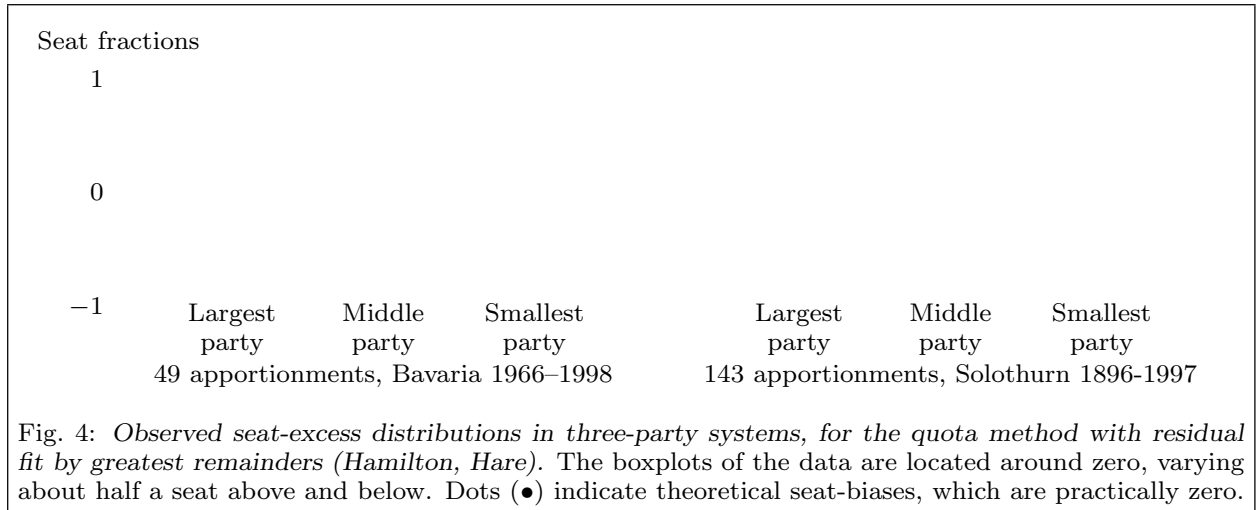 Seat fractions
1
0
−1
Largest Middle Smallest Largest Middle Smallest
party party party party party party
49 apportionments, Bavaria 1966–1998 143 apportionments, Solothurn 1896-1997
Fig. 4: Observed seat-excess distributions in three-party systems, for the quota method with residual
fit by greatest remainders (Hamilton, Hare). The boxplots of the data are located around zero, varying
about half a seat above and below. Dots (•) indicate theoretical seat-biases, which are practically zero.